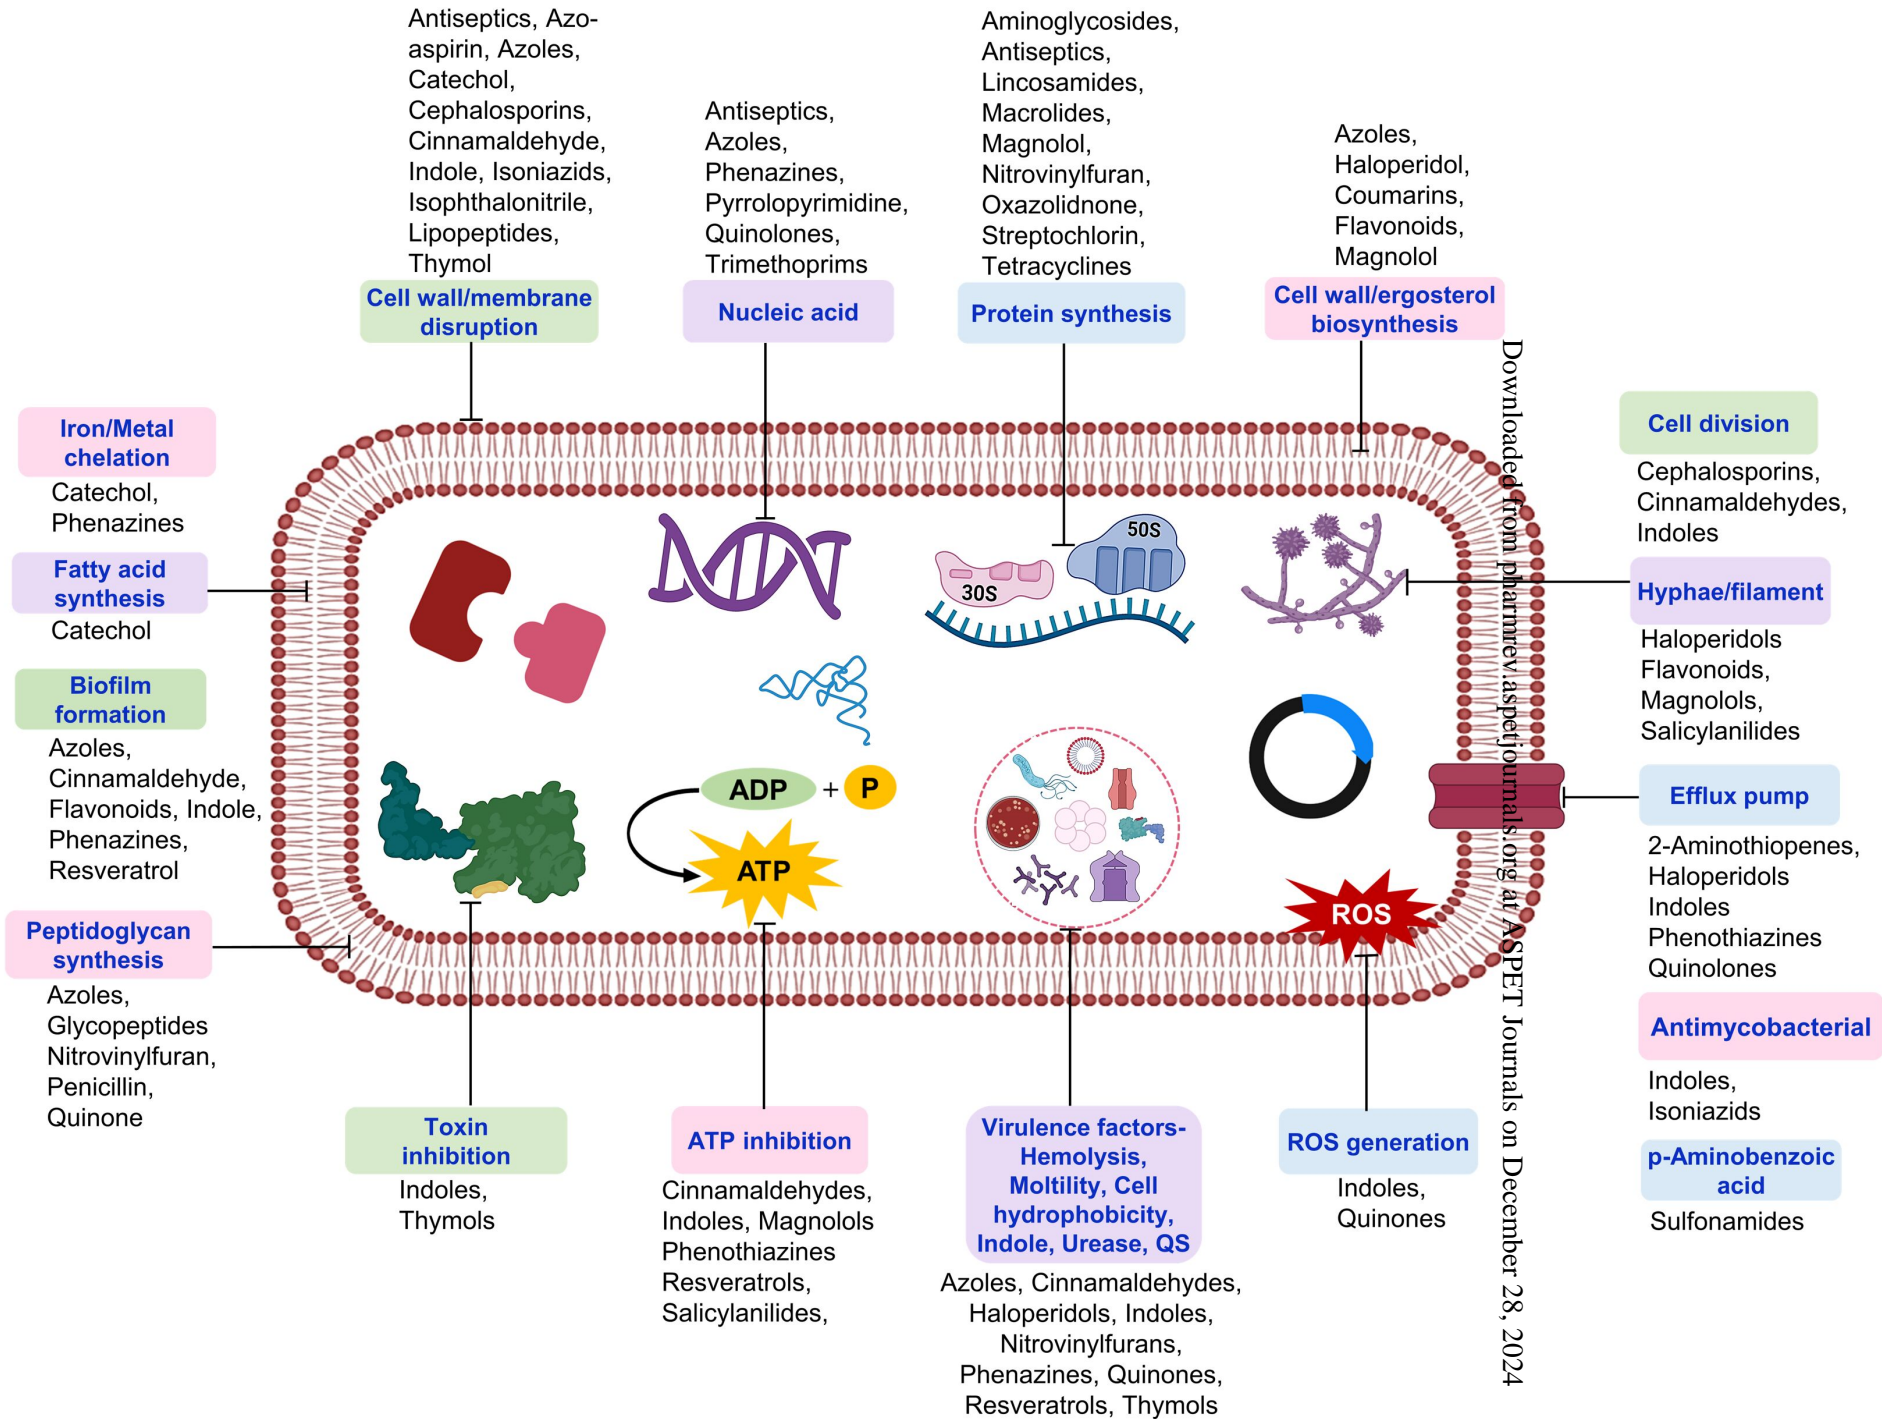 Antiseptics, Azo-
aspirin, Azoles,
Catechol,
Cephalosporins,
Cinnamaldehyde,
Indole, Isoniazids,
Isophthalonitrile,
Lipopeptides,
Thymol
Cell wall/membrane
disruption
Antiseptics,
Azoles,
Phenazines,
Pyrrolopyrimidine,
Quinolones,
Trimethoprims
Nucleic acid
Aminoglycosides,
Antiseptics,
Lincosamides,
Macrolides,
Magnolol,
Nitrovinylfuran,
Oxazolidnone,
Streptochlorin,
Tetracyclines
Protein synthesis
Azoles,
Haloperidol,
Coumarins,
Flavonoids,
Magnolol
Cell wall/ergosterol
biosynthesis
Iron/Metal
chelation
Catechol,
Phenazines
Fatty acid
synthesis
Catechol
Biofilm
formation
Azoles,
Cinnamaldehyde,
Flavonoids, Indole,
Phenazines,
Resveratrol
Peptidoglycan
synthesis
Azoles,
Glycopeptides
Nitrovinylfuran,
Penicillin,
Quinone
50S
30S
ADP + P
ATP
ROS
Cell division
Cephalosporins,
Cinnamaldehydes,
Indoles
Hyphae/filament
Haloperidols
Flavonoids,
Magnolols,
Salicylanilides
Efflux pump
2-Aminothiopenes,
Haloperidols
Indoles
Phenothiazines
Quinolones
Antimycobacterial
Indoles,
Isoniazids
p-Aminobenzoic
acid
Sulfonamides
Toxin
inhibition
Indoles,
Thymols
ATP inhibition
Cinnamaldehydes,
Indoles, Magnolols
Phenothiazines
Resveratrols,
Salicylanilides,
Virulence factors-
Hemolysis,
Moltility, Cell
hydrophobicity,
Indole, Urease, QS
Azoles, Cinnamaldehydes,
Haloperidols, Indoles,
Nitrovinylfurans,
Phenazines, Quinones,
Resveratrols, Thymols
ROS generation
Indoles,
Quinones
Downloaded from pharmrev.aspetjournals.org at ASPET Journals on December 28, 2024